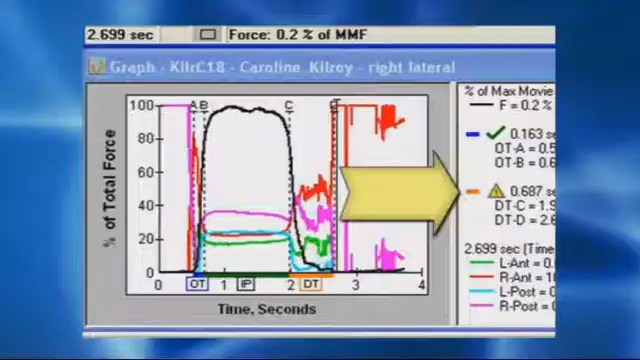 2.699 sec Force: 0.2 % of MMF
Graph - KilrC18 - Caroline Kilroy - right lateral
% of Max Movie
F = 0.2 %
0.163 se
OT-A = 0.5
OT-B = 0.6
0.687 se
DT-C = 1.9
DT-D = 2.6
2.699 sec (Time
L-Ant = 0.
R-Ant = 10
L-Post = 0
R-Post = 0
% of Total Force
100
80
60
40
20
0
A B C
0 1 2 3 4
OT IP DT
Time, Seconds